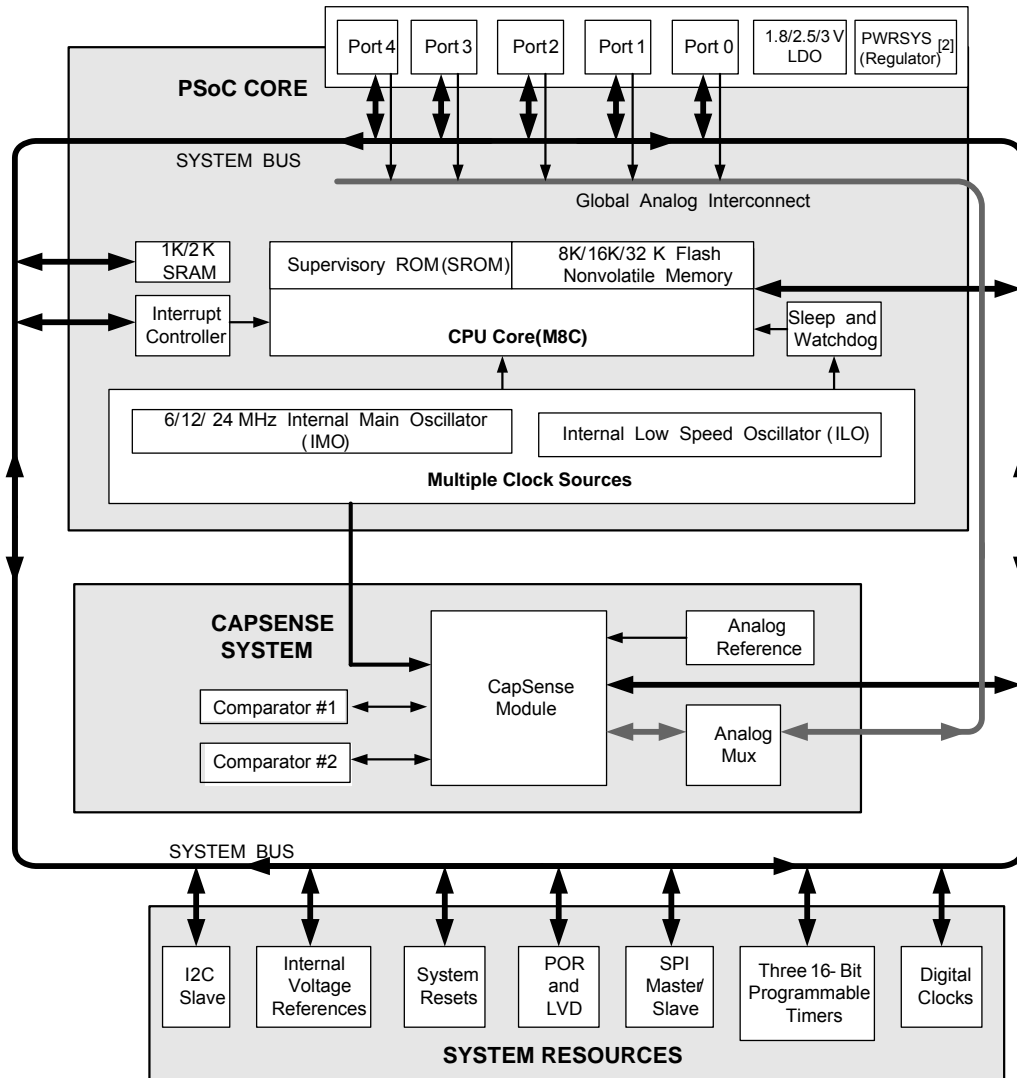 Port 4
Port 3
Port 2
Port 1
Port 0
1.8/2.5/3 V
LDO
PWRSYS
(Regulator)[2]
PSoC CORE
SYSTEM BUS
Global Analog Interconnect
1K/2 K
SRAM
Supervisory ROM (SROM)
8K/16K/32 K Flash
Nonvolatile Memory
Interrupt
Controller
CPU Core(M8C)
Sleep and
Watchdog
6/12/ 24 MHz Internal Main Oscillator
(IMO)
Internal Low Speed Oscillator (ILO)
Multiple Clock Sources
CAPSENSE
SYSTEM
CapSense
Module
Analog
Reference
Comparator #1
Comparator #2
Analog
Mux
SYSTEM BUS
I2C
Slave
Internal
Voltage
References
System
Resets
POR
and
LVD
SPI
Master/
Slave
Three 16- Bit
Programmable
Timers
Digital
Clocks
SYSTEM RESOURCES